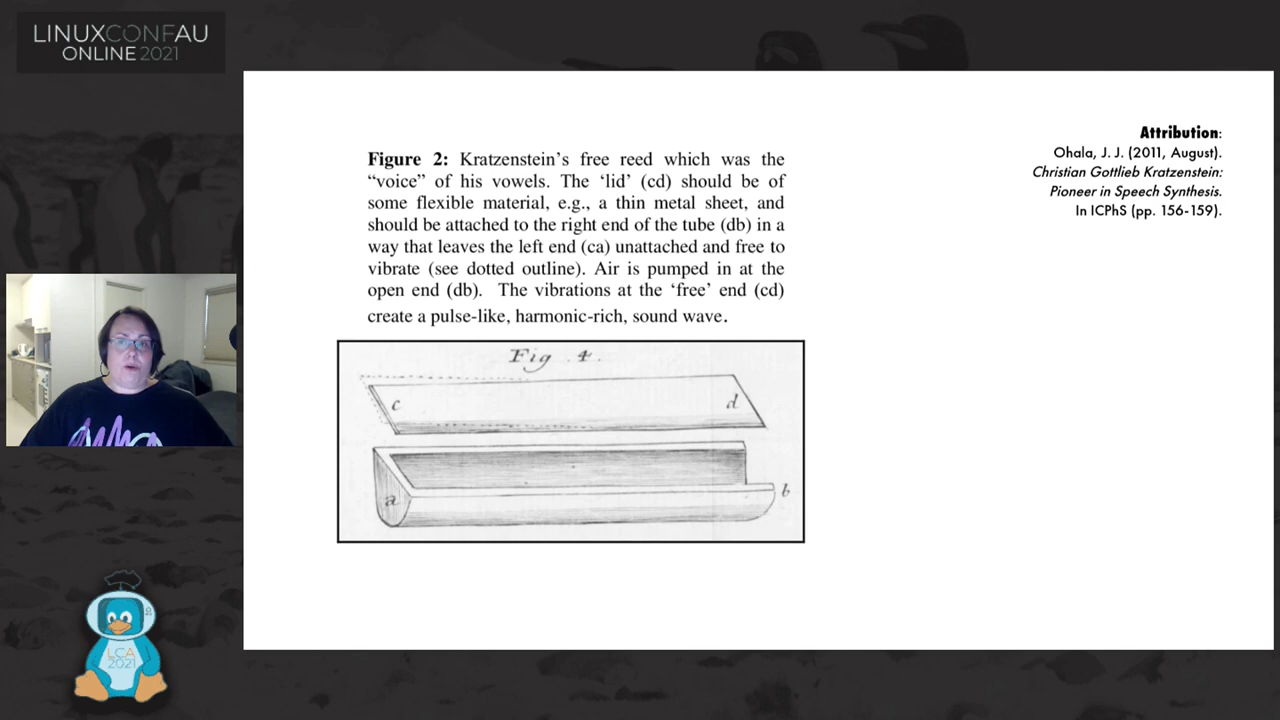 LINUXCONFAU
ONLINE 2021
Attribution:
Ohala, J. J. (2011, August).
Christian Gottlieb Kratzenstein:
Pioneer in Speech Synthesis.
In ICPhS (pp. 156-159).
Figure 2: Kratzenstein's free reed which was the
“voice” of his vowels. The ‘lid’ (cd) should be of
some flexible material, e.g., a thin metal sheet, and
should be attached to the right end of the tube (db) in a
way that leaves the left end (ca) unattached and free to
vibrate (see dotted outline). Air is pumped in at the
open end (db). The vibrations at the ‘free’ end (cd)
create a pulse-like, harmonic-rich, sound wave.
Fig. 4.
c d
a b
LCA
2021